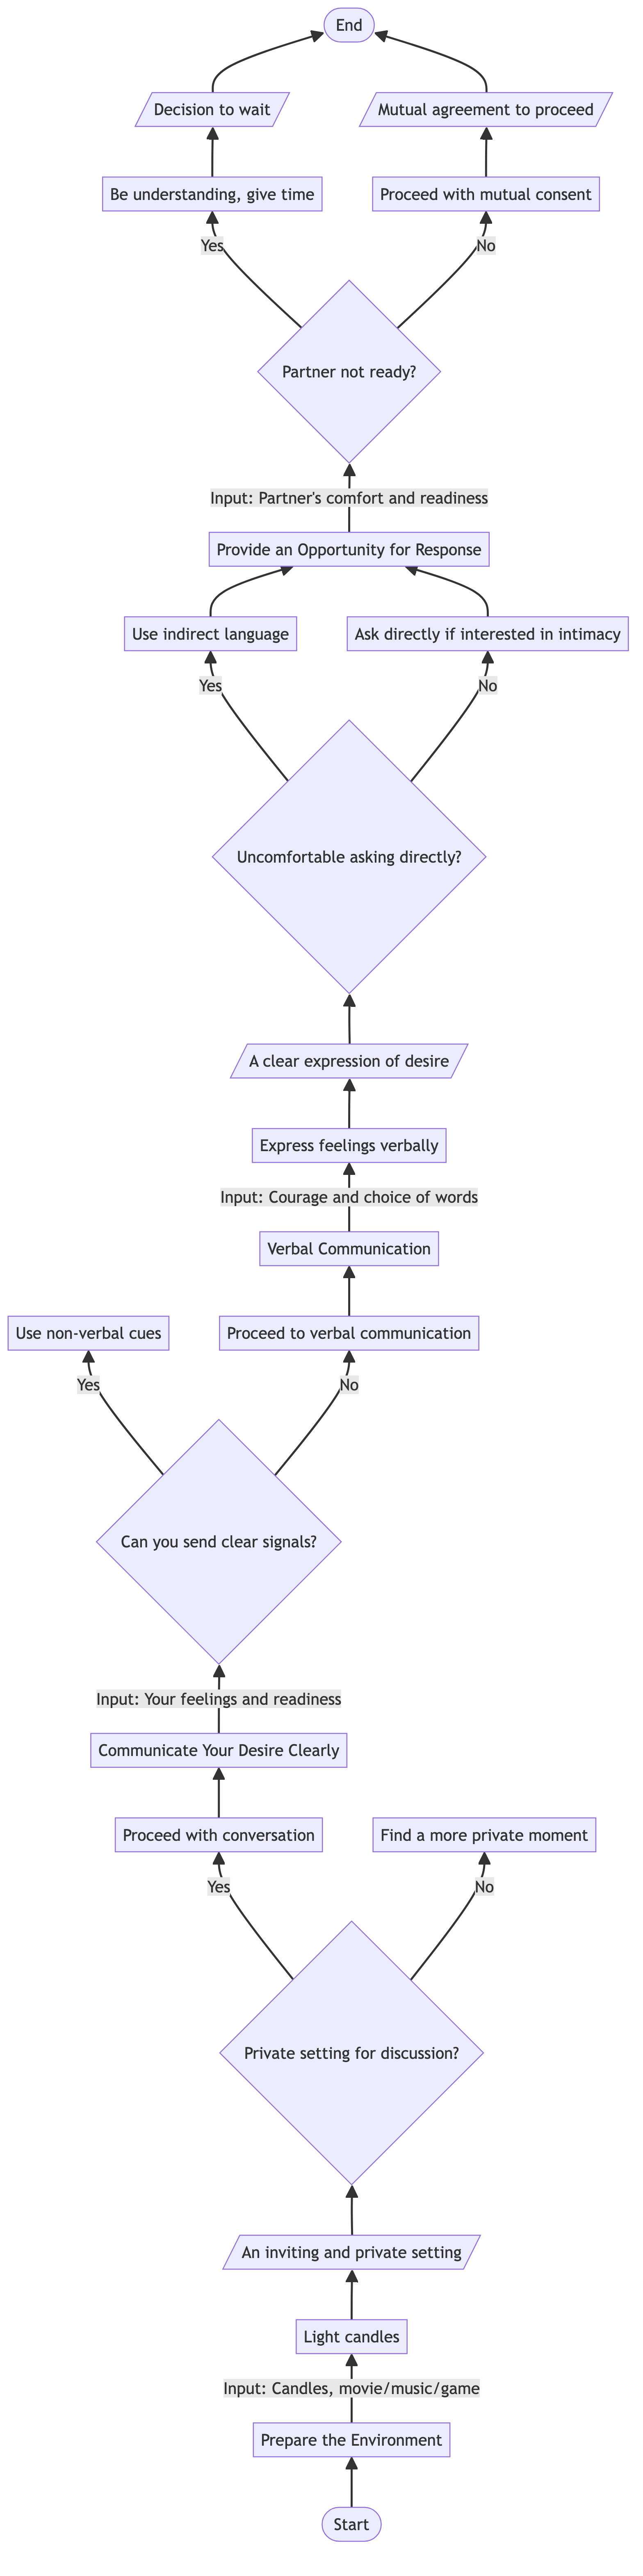 End
Decision to wait
Mutual agreement to proceed
Be understanding, give time
Proceed with mutual consent
Yes
No
Partner not ready?
Input: Partner's comfort and readiness
Provide an Opportunity for Response
Use indirect language
Ask directly if interested in intimacy
Yes
No
Uncomfortable asking directly?
A clear expression of desire
Express feelings verbally
Input: Courage and choice of words
Verbal Communication
Use non-verbal cues
Proceed to verbal communication
Yes
No
Can you send clear signals?
Input: Your feelings and readiness
Communicate Your Desire Clearly
Proceed with conversation
Find a more private moment
Yes
No
Private setting for discussion?
An inviting and private setting
Light candles
Input: Candles, movie/music/game
Prepare the Environment
Start